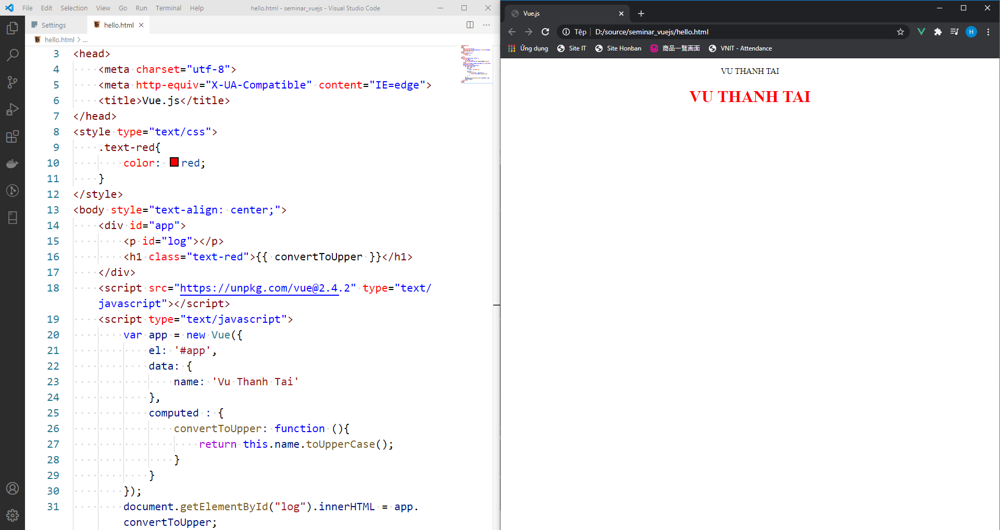 File Edit Selection View Go Run Terminal Help hello.html - seminar_vuejs - Visual Studio Code
Settings hello.html
hello.html > ...
3 <head>
4 <meta charset="utf-8">
5 <meta http-equiv="X-UA-Compatible" content="IE=edge">
6 <title>Vue.js</title>
7 </head>
8 <style type="text/css">
9 .text-red{
10 color: red;
11 }
12 </style>
13 <body style="text-align: center;">
14 <div id="app">
15 <p id="log"></p>
16 <h1 class="text-red">{{ convertToUpper }}</h1>
17 </div>
18 <script src="https://unpkg.com/vue@2.4.2" type="text/
javascript"></script>
19 <script type="text/javascript">
20 var app = new Vue({
21 el: '#app',
22 data: {
23 name: 'Vu Thanh Tai'
24 },
25 computed : {
26 convertToUpper: function (){
27 return this.name.toUpperCase();
28 }
29 }
30 });
31 document.getElementById("log").innerHTML = app.
convertToUpper;
Vue.js
Tệp D:/source/seminar_vuejs/hello.html H
Ứng dụng Site IT Site Honban 商品一覧画面 VNIT - Attendance
VU THANH TAI
VU THANH TAI